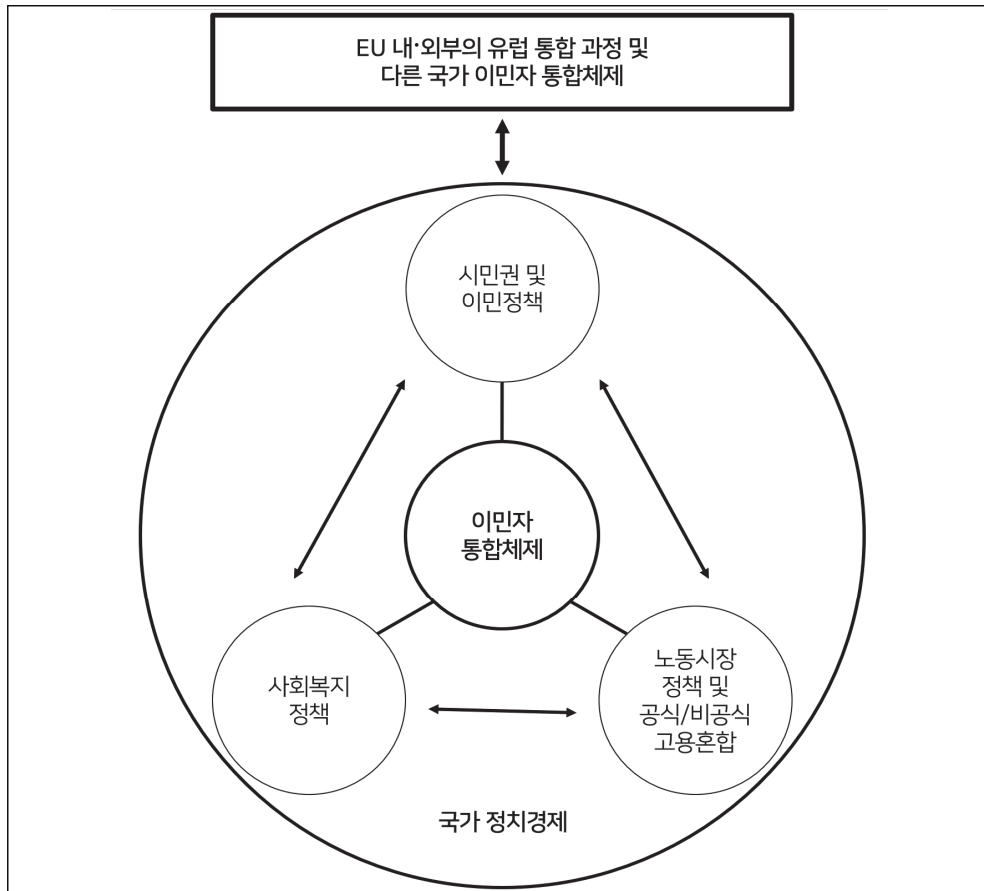 EU 내·외부의 유럽 통합 과정 및
다른 국가 이민자 통합체제
시민권 및
이민정책
이민자
통합체제
사회복지
정책
노동시장
정책 및
공식/비공식
고용혼합
국가 정치경제